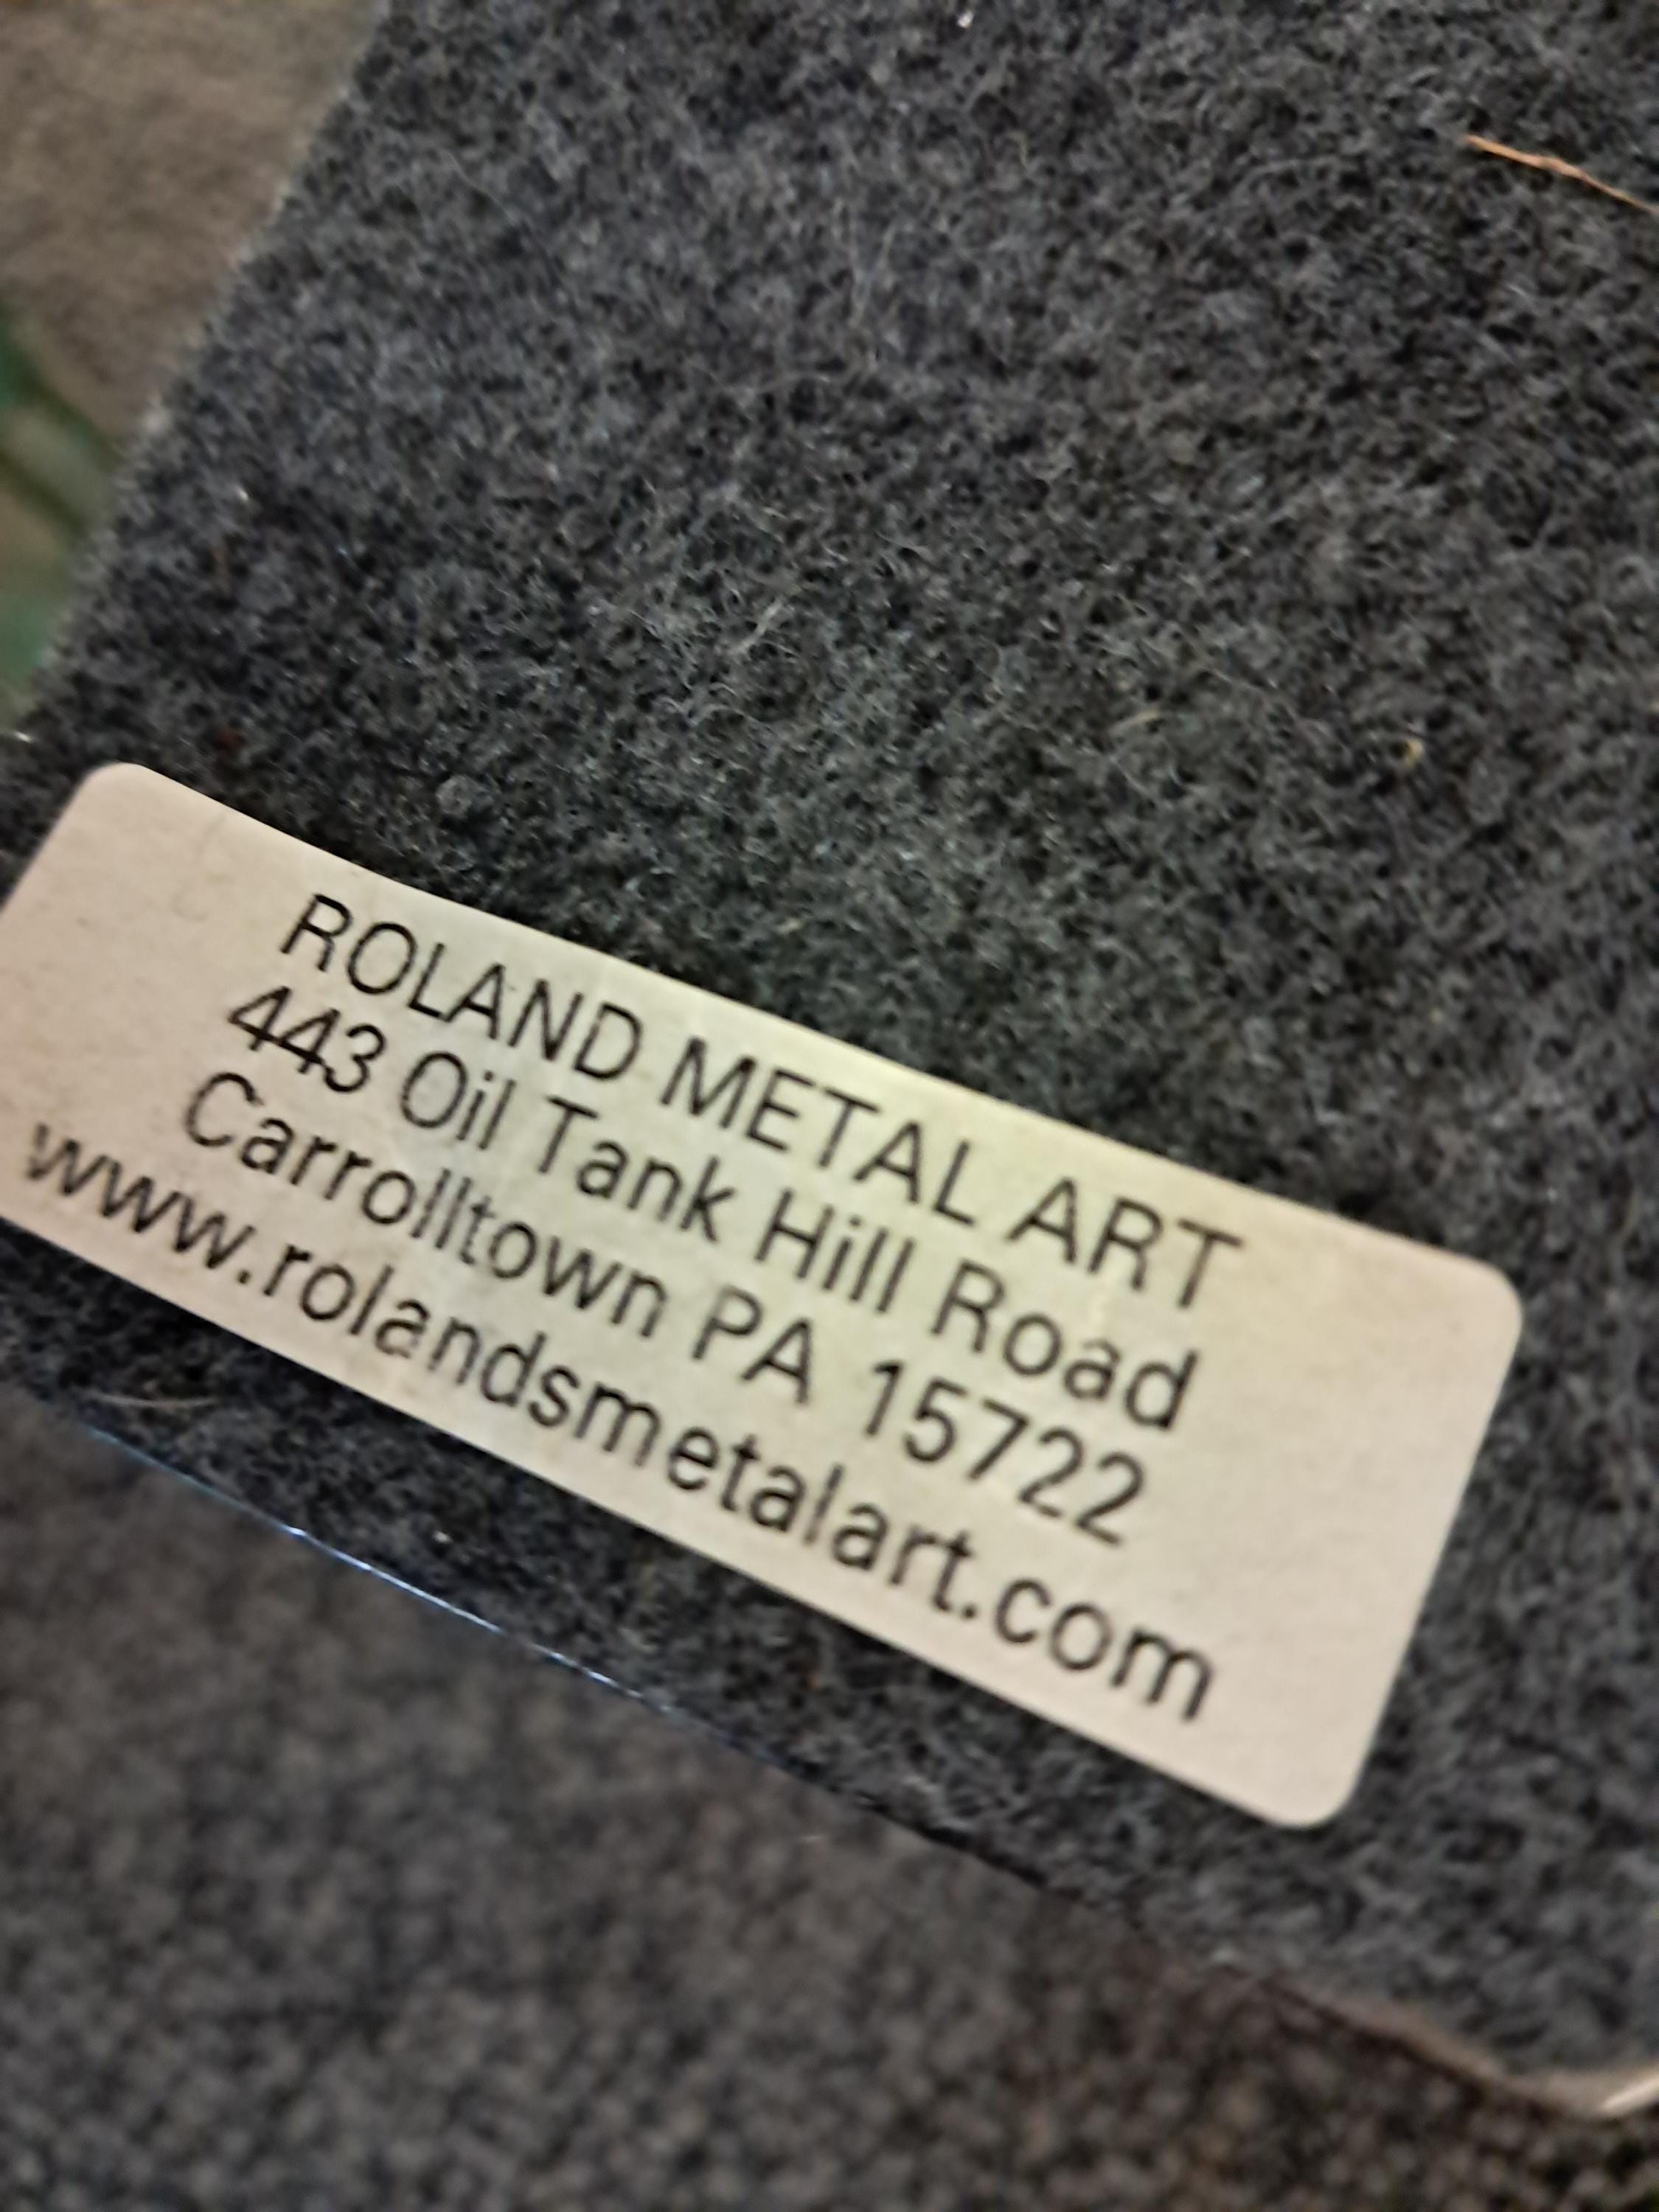 ROLAND METAL ART
443 Oil Tank Hill Road
Carrolltown PA 15722
www.rolandsmetalart.com